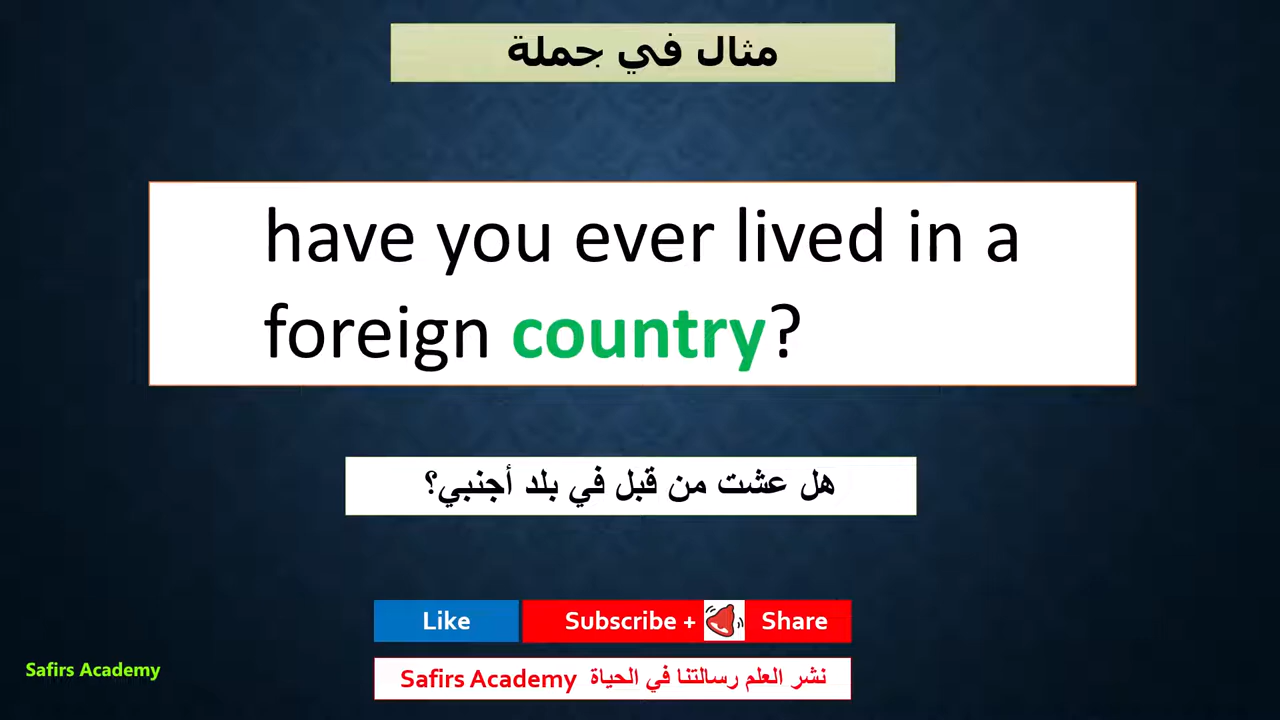 مثال في جملة
have you ever lived in a
foreign country?
هل عشت من قبل في بلد أجنبي؟
Like Subscribe + Share
Safirs Academy
نشر العلم رسالتنا في الحياة Safirs Academy